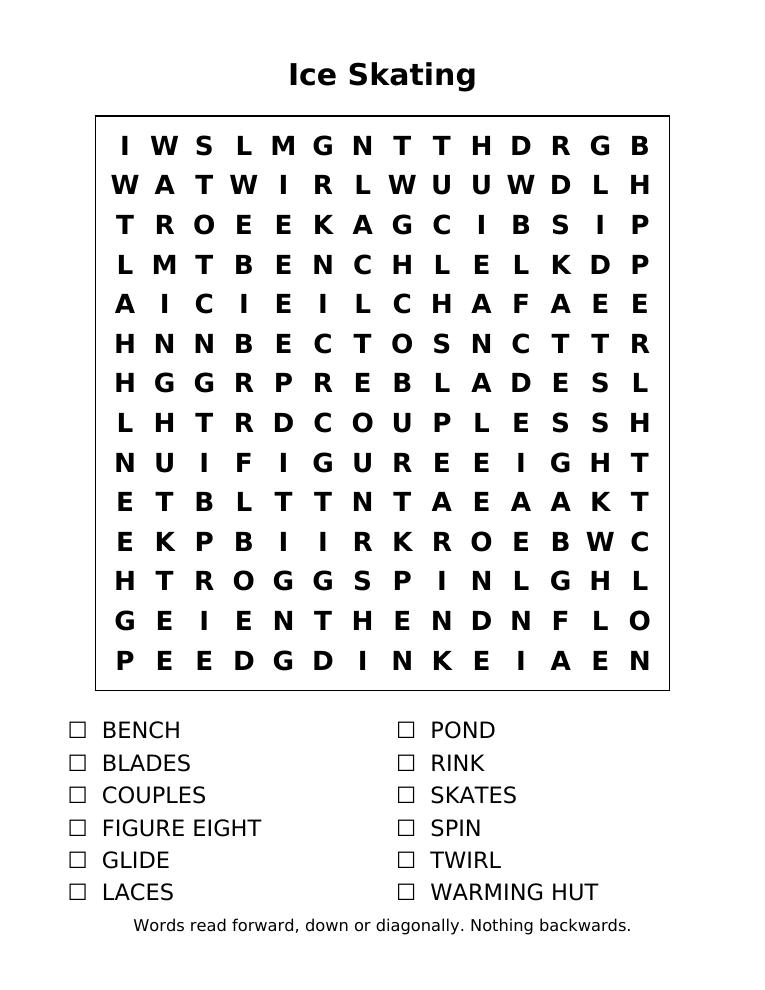 Ice Skating
I W S L M G N T T H D R G B
W A T W I R L W U U W D L H
T R O E E K A G C I B S I P
L M T B E N C H L E L K D P
A I C I E I L C H A F A E E
H N N B E C T O S N C T T R
H G G R P R E B L A D E S L
L H T R D C O U P L E S S H
N U I F I G U R E E I G H T
E T B L T T N T A E A A K T
E K P B I I R K R O E B W C
H T R O G G S P I N L G H L
G E I E N T H E N D N F L O
P E E D G D I N K E I A E N
☐ BENCH ☐ POND
☐ BLADES ☐ RINK
☐ COUPLES ☐ SKATES
☐ FIGURE EIGHT ☐ SPIN
☐ GLIDE ☐ TWIRL
☐ LACES ☐ WARMING HUT
Words read forward, down or diagonally. Nothing backwards.